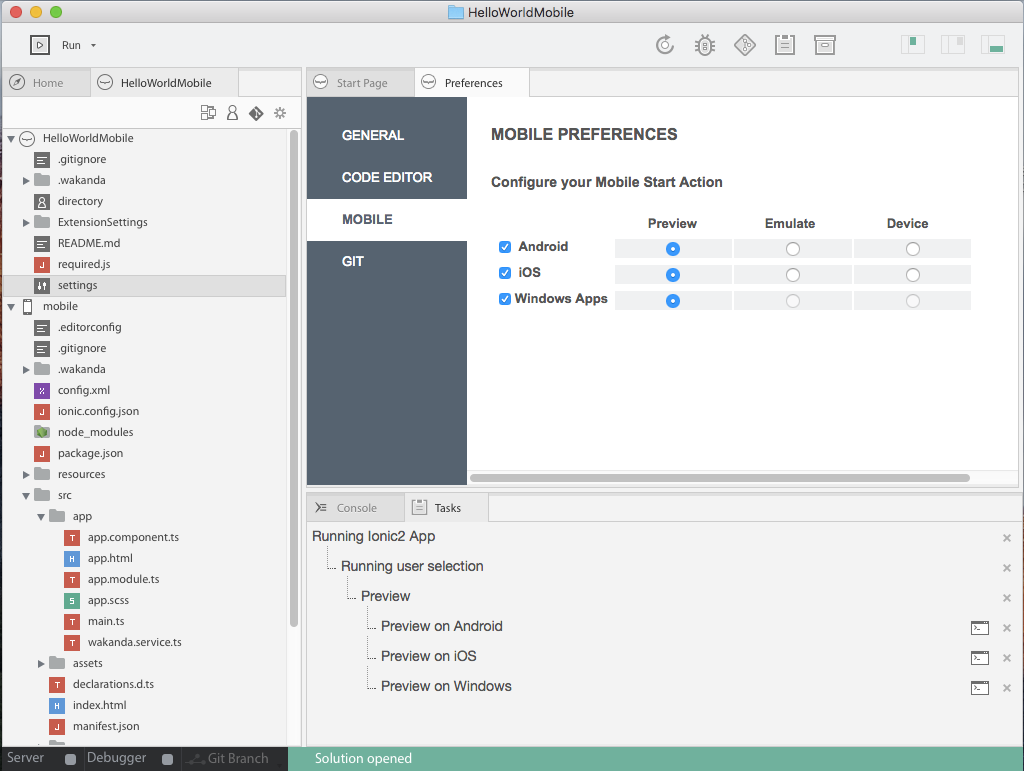 HelloWorldMobile
Run
Home
HelloWorldMobile
Start Page
Preferences
HelloWorldMobile
.gitignore
.wakanda
directory
ExtensionSettings
README.md
required.js
settings
mobile
.editorconfig
.gitignore
.wakanda
config.xml
ionic.config.json
node_modules
package.json
resources
src
app
app.component.ts
app.html
app.module.ts
app.scss
main.ts
wakanda.service.ts
assets
declarations.d.ts
index.html
manifest.json
GENERAL
CODE EDITOR
MOBILE
GIT
MOBILE PREFERENCES
Configure your Mobile Start Action
Preview Emulate Device
Android
iOS
Windows Apps
Console
Tasks
Running Ionic2 App
Running user selection
Preview
Preview on Android
Preview on iOS
Preview on Windows
Server
Debugger
Git Branch
Solution opened